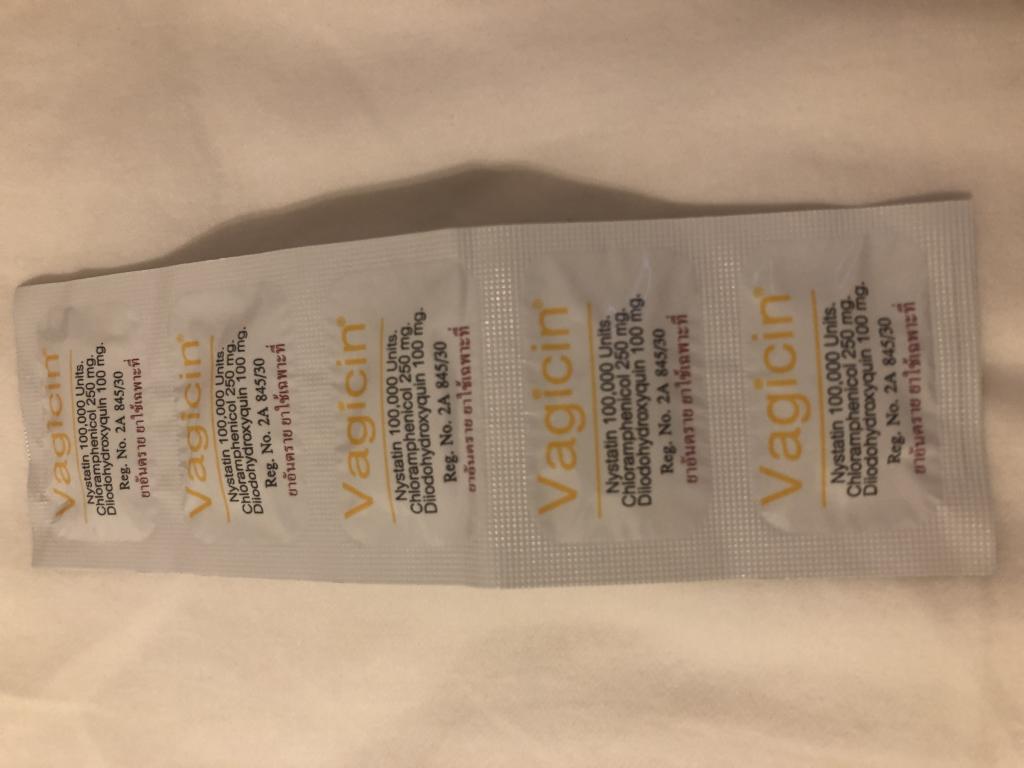 Vagicin®
Nystatin 100,000 Units.
Chloramphenicol 250 mg.
Diiodohydroxyquin 100 mg.
Reg. No. 2A 845/30
ยาอันตราย ยาใช้เฉพาะที่
Vagicin®
Nystatin 100,000 Units.
Chloramphenicol 250 mg.
Diiodohydroxyquin 100 mg.
Reg. No. 2A 845/30
ยาอันตราย ยาใช้เฉพาะที่
Vagicin®
Nystatin 100,000 Units.
Chloramphenicol 250 mg.
Diiodohydroxyquin 100 mg.
Reg. No. 2A 845/30
ยาอันตราย ยาใช้เฉพาะที่
Vagicin®
Nystatin 100,000 Units.
Chloramphenicol 250 mg.
Diiodohydroxyquin 100 mg.
Reg. No. 2A 845/30
ยาอันตราย ยาใช้เฉพาะที่
Vagicin®
Nystatin 100,000 Units.
Chloramphenicol 250 mg.
Diiodohydroxyquin 100 mg.
Reg. No. 2A 845/30
ยาอันตราย ยาใช้เฉพาะที่